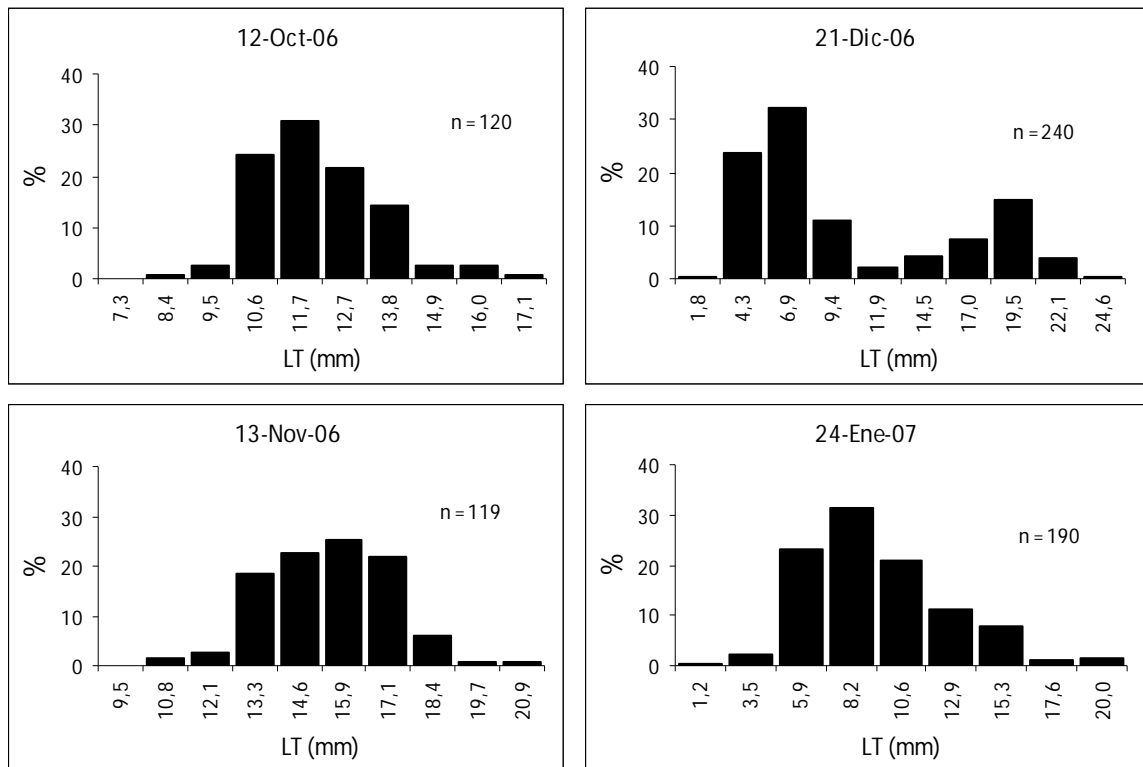 12-Oct-06
40
30
20
10
0
%
n = 120
7,3 8,4 9,5 10,6 11,7 12,7 13,8 14,9 16,0 17,1
LT (mm)
21-Dic-06
40
30
20
10
0
%
n = 240
1,8 4,3 6,9 9,4 11,9 14,5 17,0 19,5 22,1 24,6
LT (mm)
13-Nov-06
40
30
20
10
0
%
n = 119
9,5 10,8 12,1 13,3 14,6 15,9 17,1 18,4 19,7 20,9
LT (mm)
24-Ene-07
40
30
20
10
0
%
n = 190
1,2 3,5 5,9 8,2 10,6 12,9 15,3 17,6 20,0
LT (mm)